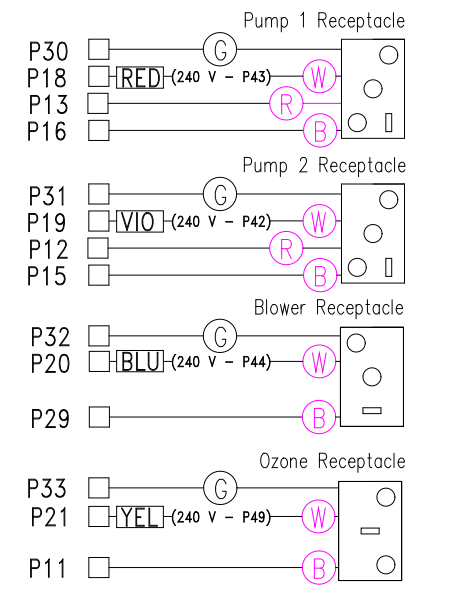 Pump 1 Receptacle
P30 G
P18 RED (240 V - P43) W
P13 R
P16 B
Pump 2 Receptacle
P31 G
P19 VIO (240 V - P42) W
P12 R
P15 B
Blower Receptacle
P32 G
P20 BLU (240 V - P44) W
P29 B
Ozone Receptacle
P33 G
P21 YEL (240 V - P49) W
P11 B